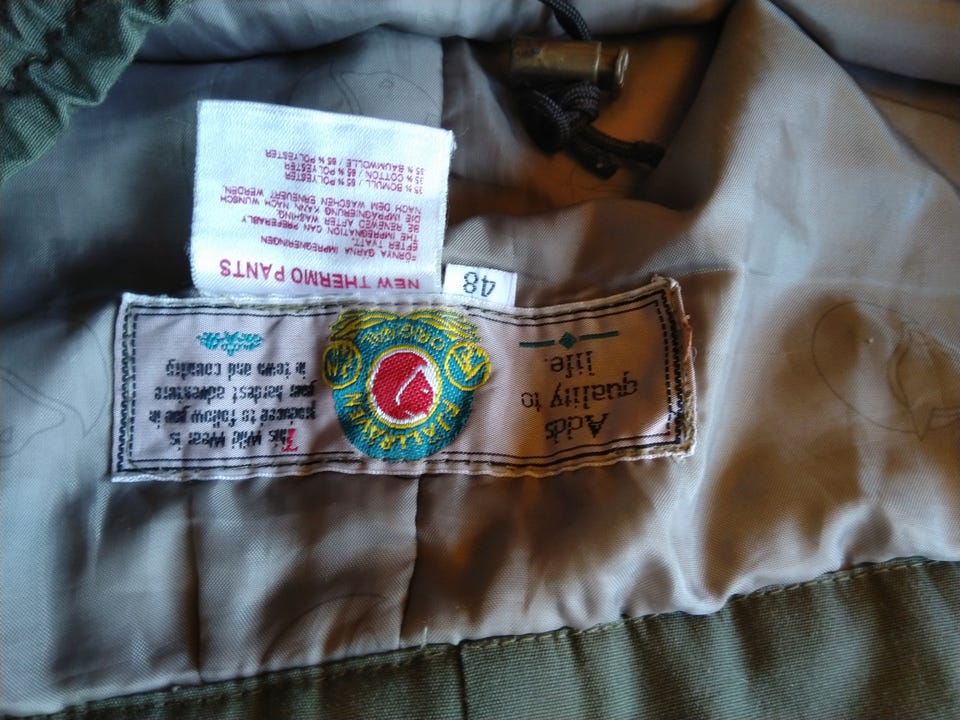 Adds
quality to
life.
FJÄLLRÄVEN
ORIGINAL
This Wild Wear is
produced to follow you in
your hardest adventure
in town and country
48
NEW THERMO PANTS
FÖRNYA GÄRNA IMPREGNERINGEN
EFTER TVÄTT.
THE IMPREGNATION CAN PREFERABLY
BE RENEWED AFTER WASHING.
DIE IMPRÄGNIERUNG KANN NACH WUNSCH
NACH DEM WASCHEN ERNEUERT WERDEN.
35 % BOMULL / 65 % POLYESTER
35 % COTTON / 65 % POLYESTER
35 % BAUMWOLLE / 65 % POLYESTER